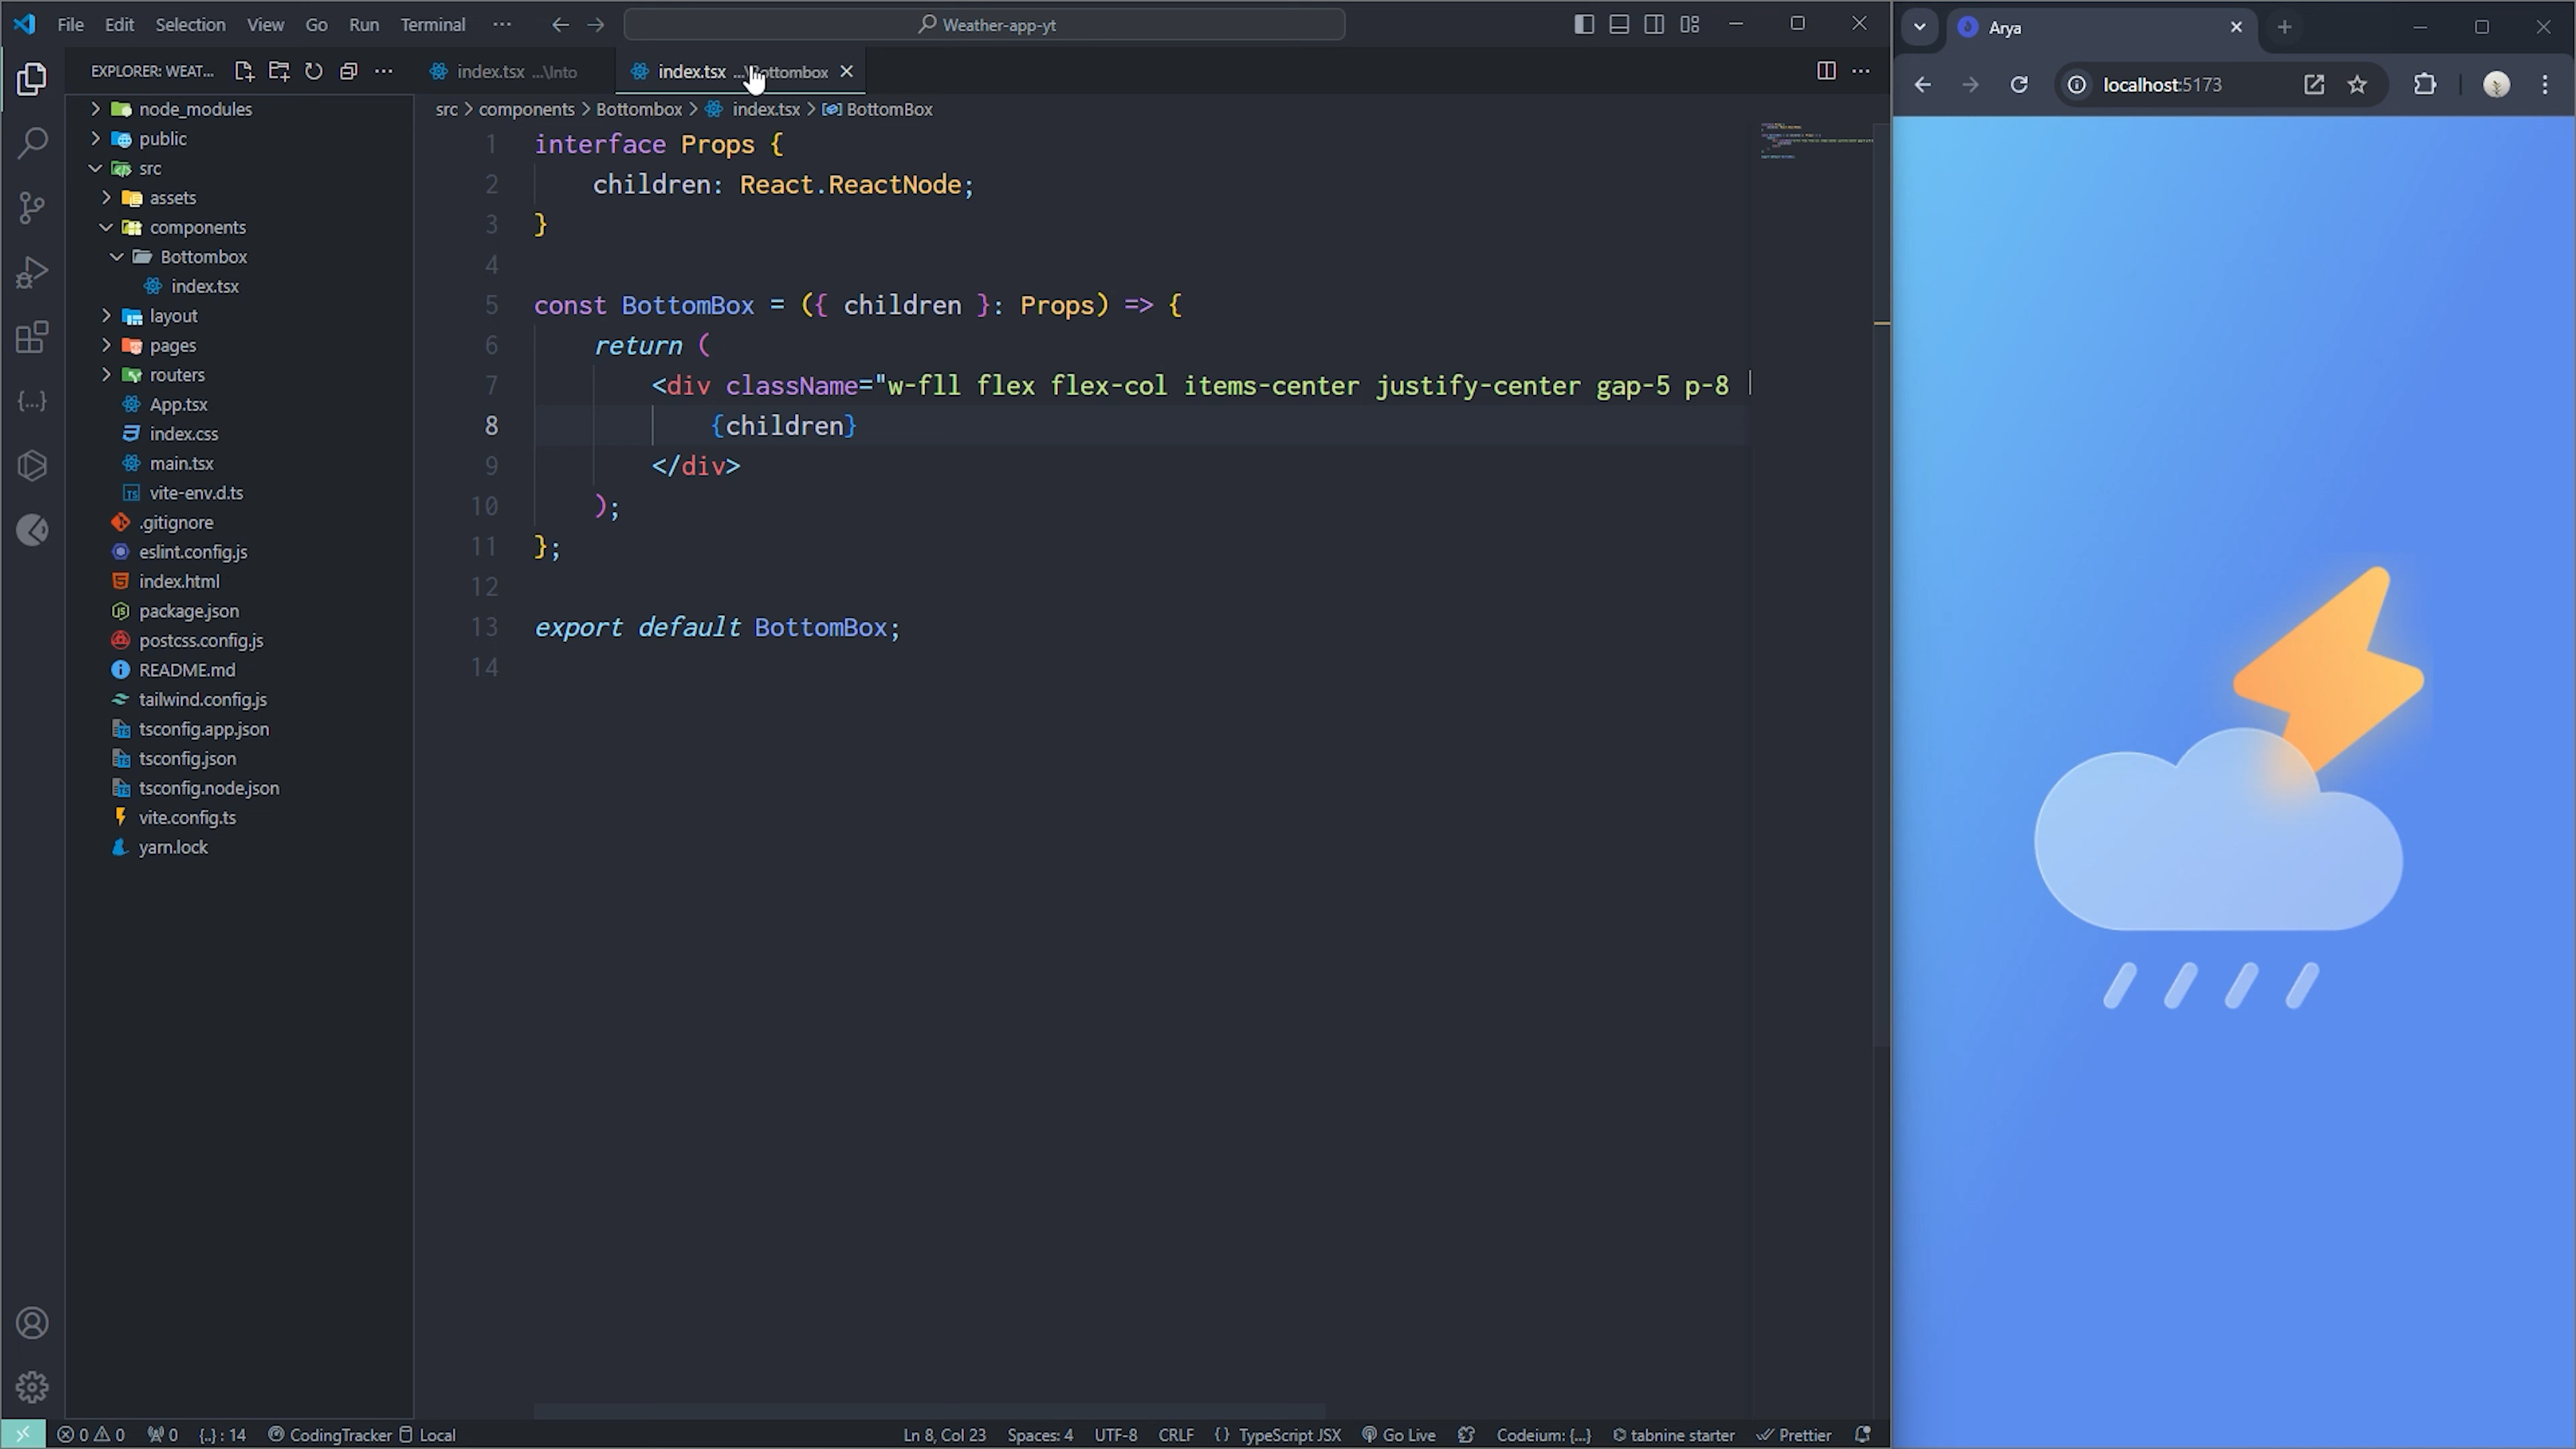 File Edit Selection View Go Run Terminal ··· Weather-app-yt
EXPLORER: WEAT... ···
index.tsx ...\Into
index.tsx ...\Bottombox
src > components > Bottombox > index.tsx > BottomBox
node_modules
public
src
assets
components
Bottombox
index.tsx
layout
pages
routers
App.tsx
index.css
main.tsx
vite-env.d.ts
.gitignore
eslint.config.js
index.html
package.json
postcss.config.js
README.md
tailwind.config.js
tsconfig.app.json
tsconfig.json
tsconfig.node.json
vite.config.ts
yarn.lock
1 interface Props {
2 children: React.ReactNode;
3 }
4
5 const BottomBox = ({ children }: Props) => {
6 return (
7 <div className="w-fll flex flex-col items-center justify-center gap-5 p-8
8 {children}
9 </div>
10 );
11 };
12
13 export default BottomBox;
14
0 0 0 {..} : 14 CodingTracker Local Ln 8, Col 23 Spaces: 4 UTF-8 CRLF {} TypeScript JSX Go Live Codeium: {...} tabnine starter Prettier
Arya
localhost:5173